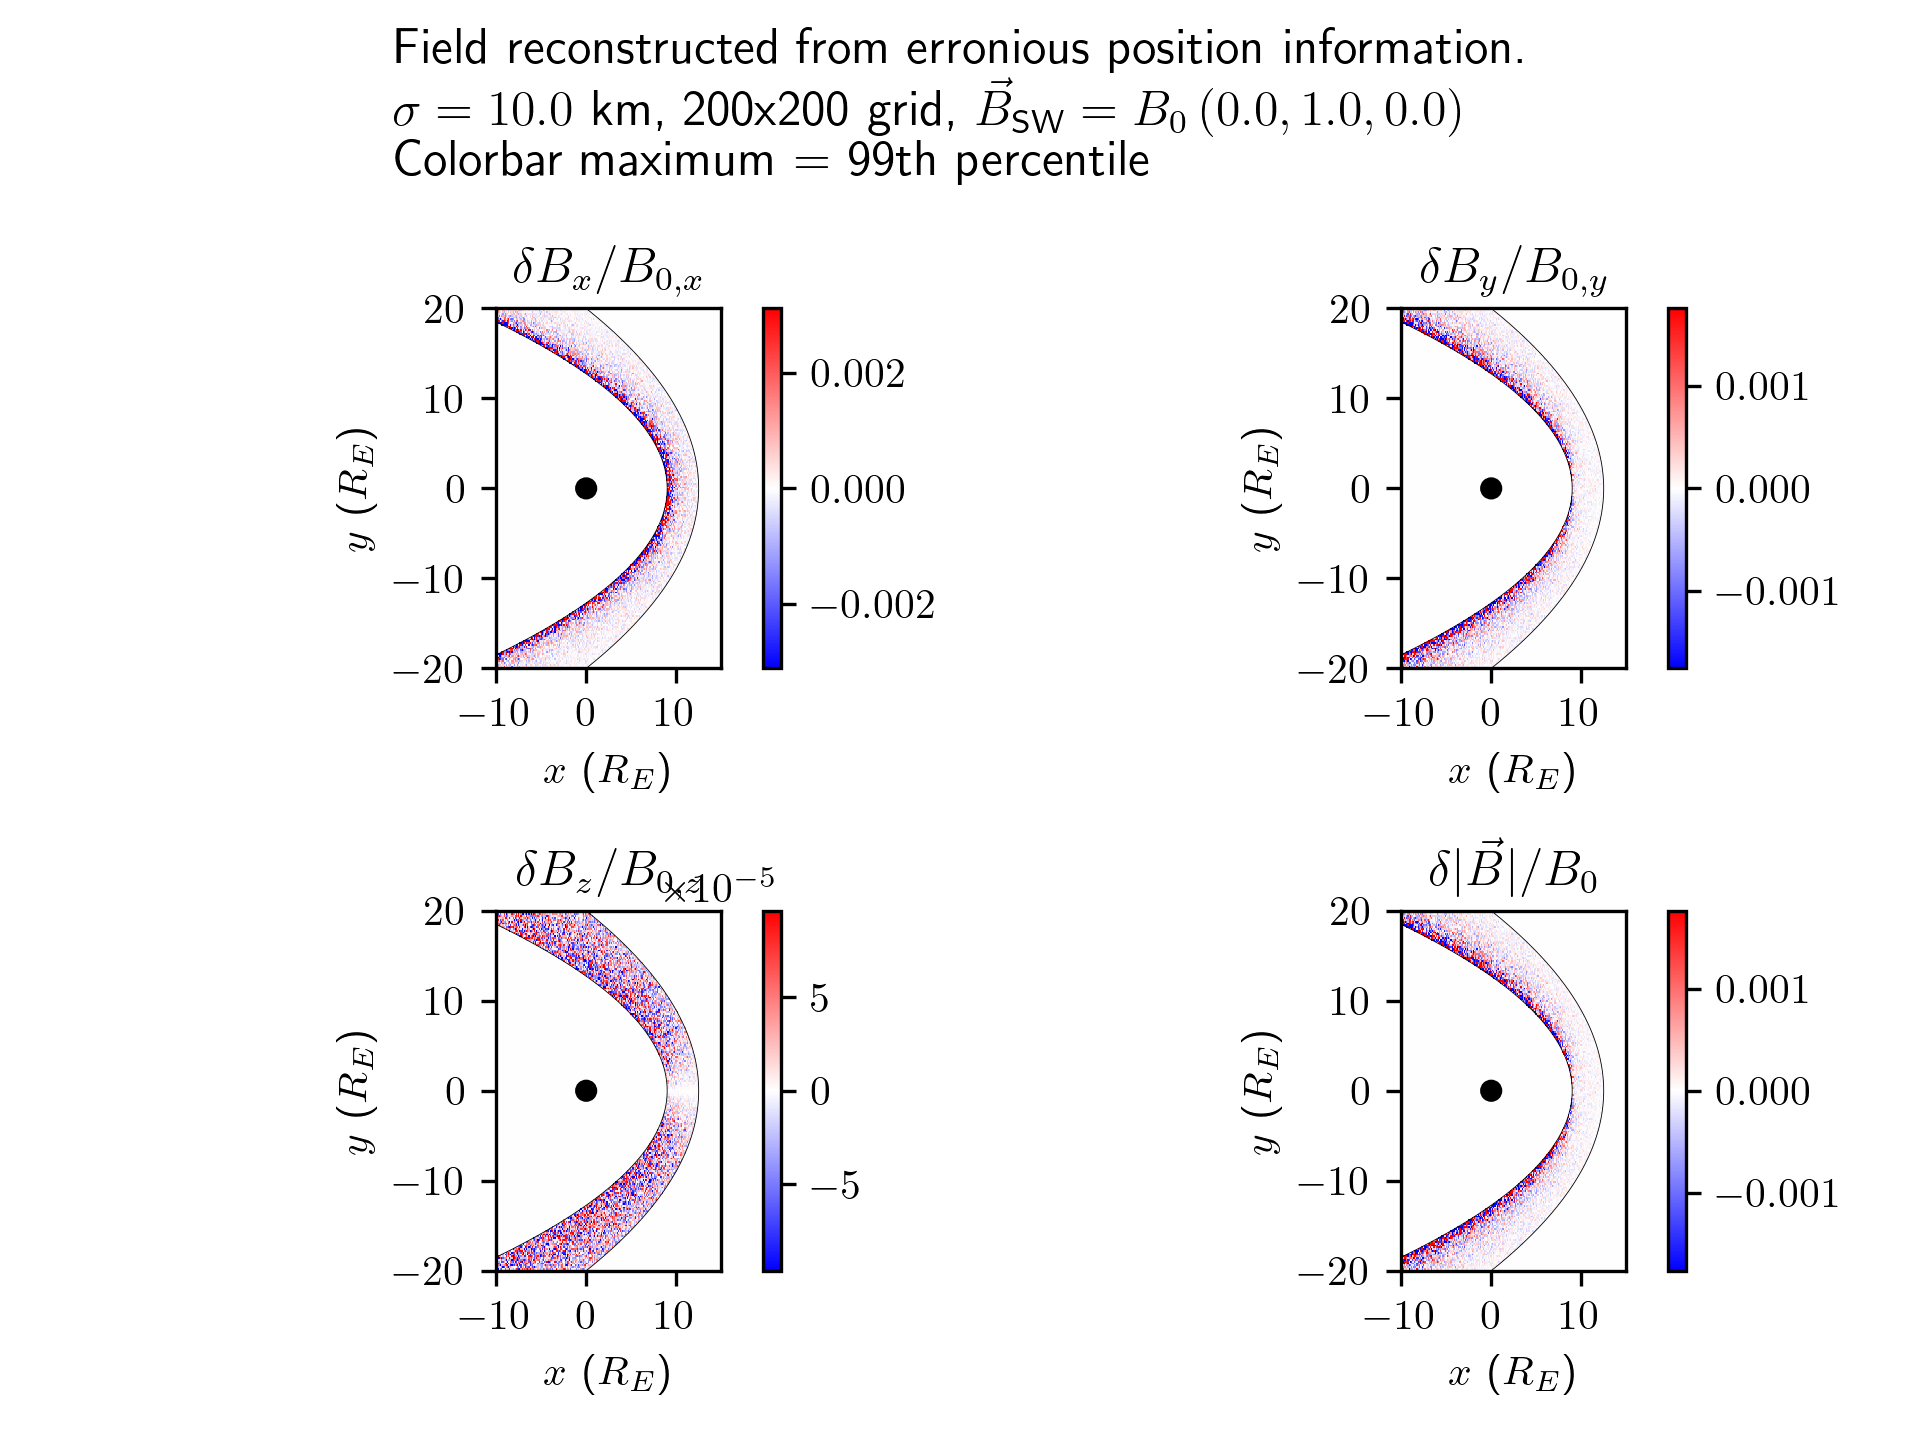 Field reconstructed from erronious position information.
σ = 10.0 km, 200x200 grid, B⃗_SW = B₀ (0.0, 1.0, 0.0)
Colorbar maximum = 99th percentile
δB_x/B_{0,x}
20
10
0
−10
−20
y (R_E)
−10 0 10
x (R_E)
0.002
0.000
−0.002
δB_y/B_{0,y}
20
10
0
−10
−20
y (R_E)
−10 0 10
x (R_E)
0.001
0.000
−0.001
δB_z/B_{0,z}
×10⁻⁵
20
10
0
−10
−20
y (R_E)
−10 0 10
x (R_E)
5
0
−5
δ|B⃗|/B₀
20
10
0
−10
−20
y (R_E)
−10 0 10
x (R_E)
0.001
0.000
−0.001